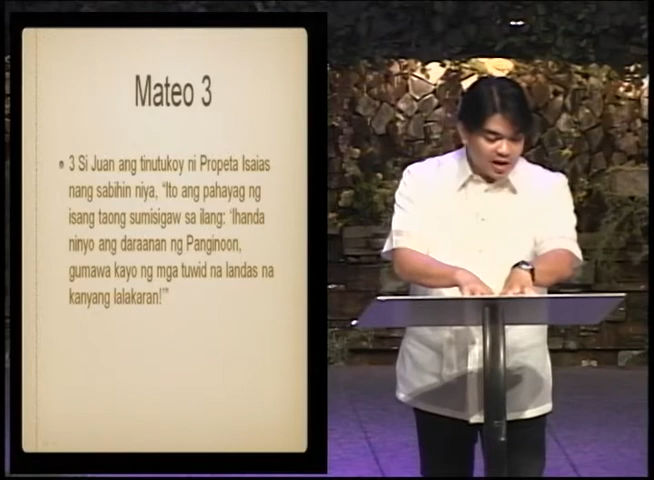 Mateo 3
• 3 Si Juan ang tinutukoy ni Propeta Isaias
nang sabihin niya, “Ito ang pahayag ng
isang taong sumisigaw sa ilang: ‘Ihanda
ninyo ang daraanan ng Panginoon,
gumawa kayo ng mga tuwid na landas na
kanyang lalakaran!’”